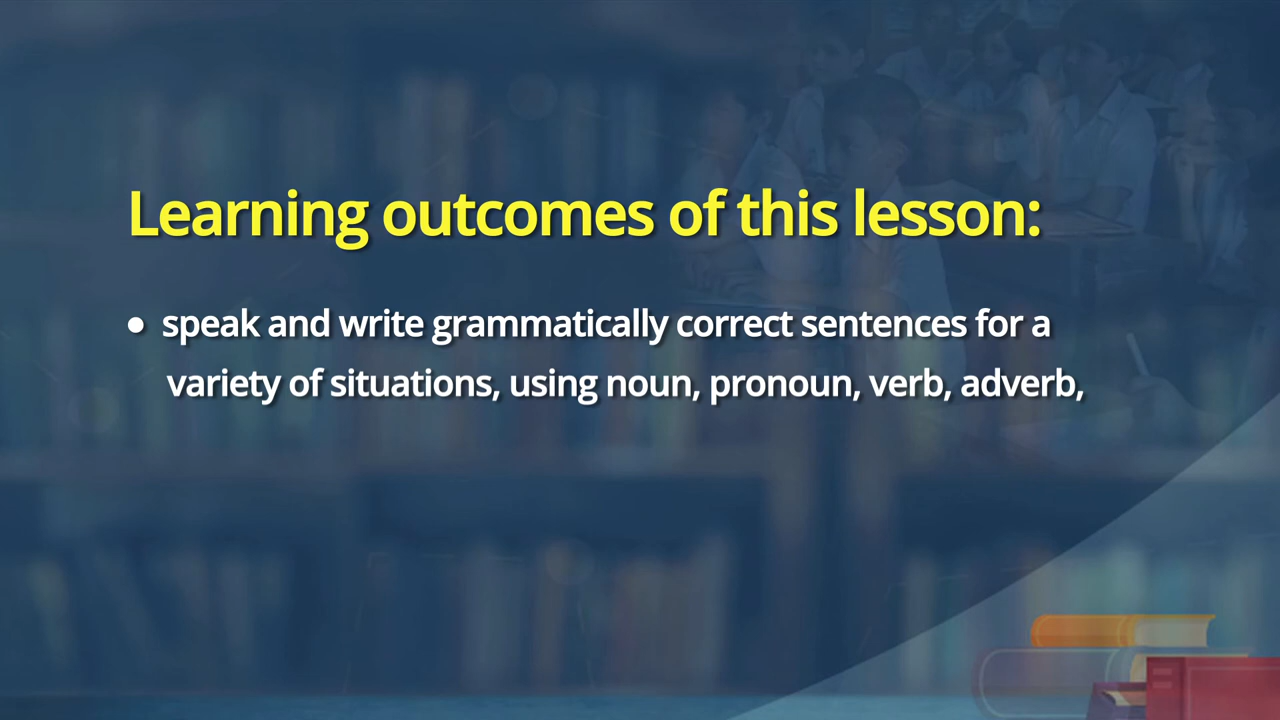 Learning outcomes of this lesson:
• speak and write grammatically correct sentences for a
variety of situations, using noun, pronoun, verb, adverb,